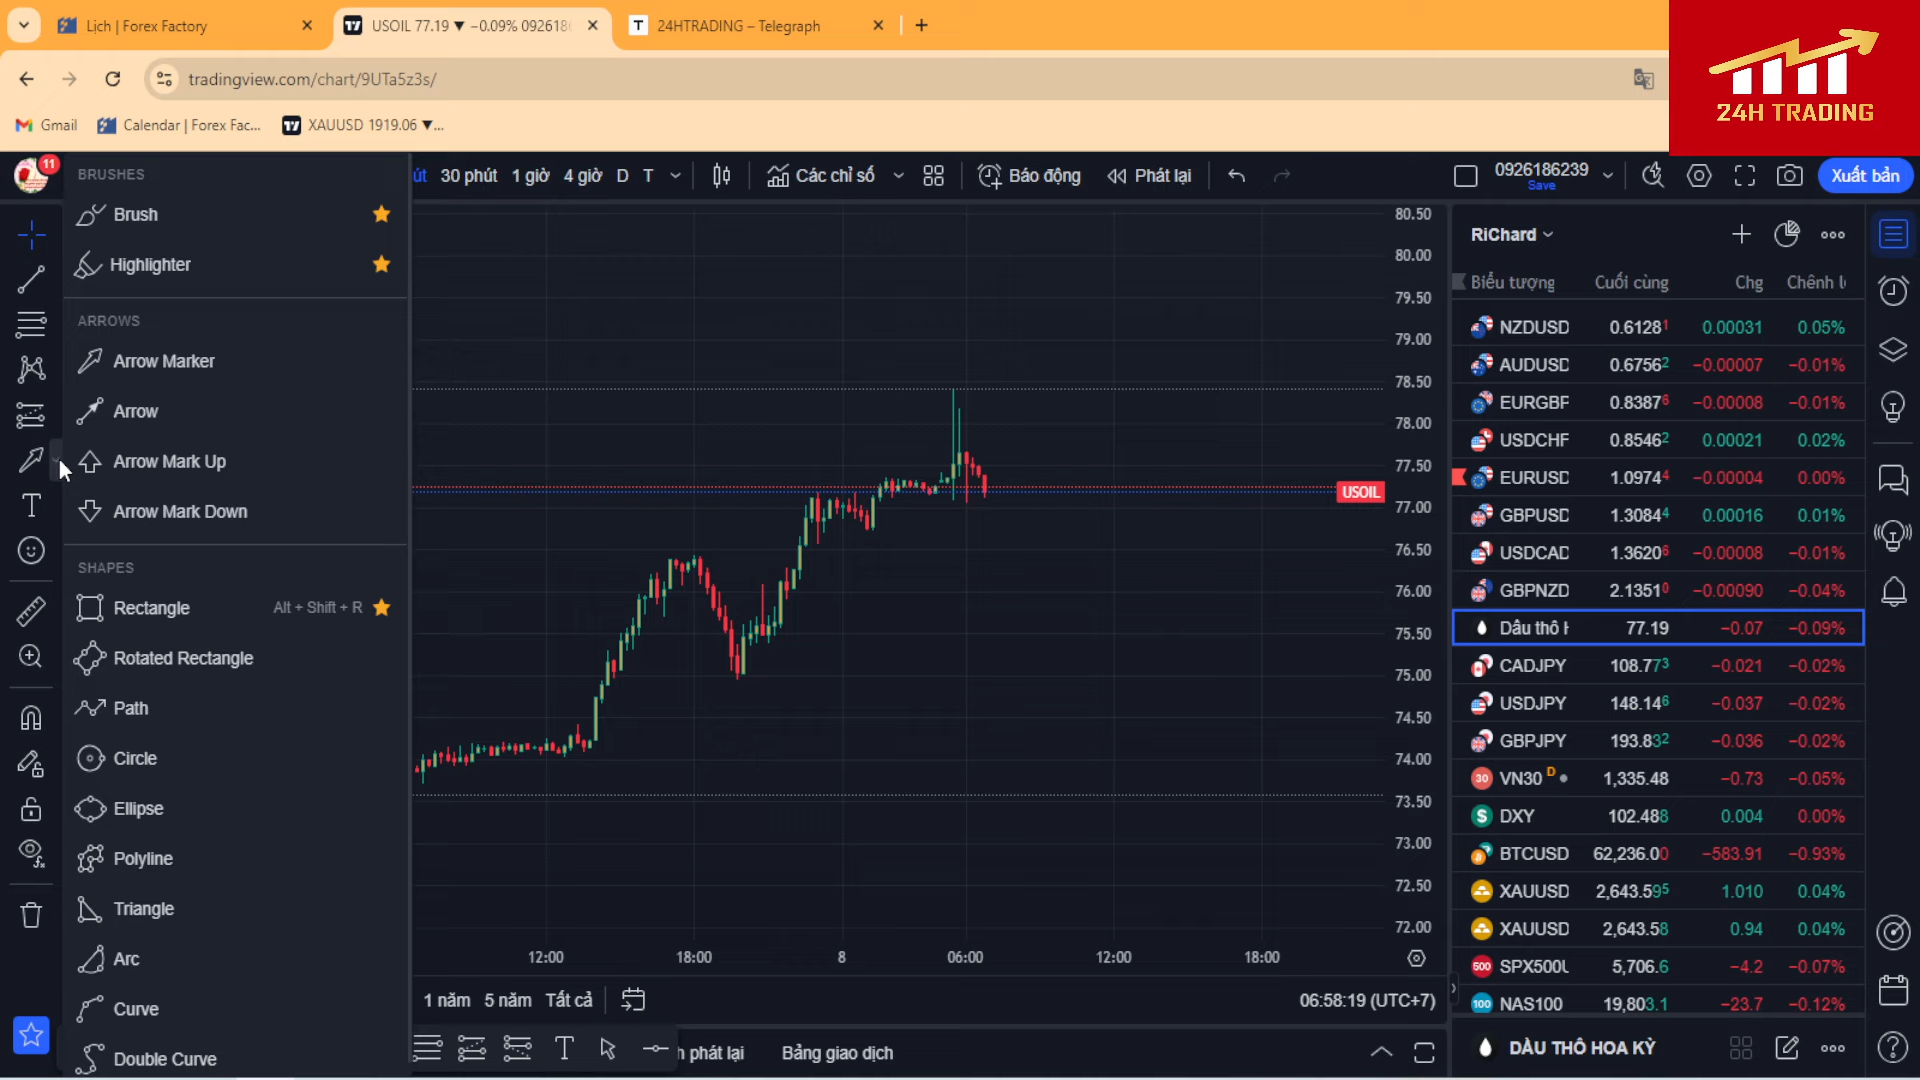 Lịch | Forex Factory
USOIL 77.19 ▼ −0.09% 092618
24HTRADING – Telegraph
tradingview.com/chart/9UTa5z3s/
24H TRADING
Gmail
Calendar | Forex Fac...
XAUUSD 1919.06 ▼...
11
30 phút
1 giờ
4 giờ
D
T
Các chỉ số
Báo động
Phát lại
0926186239
Save
Xuất bản
BRUSHES
Brush
Highlighter
ARROWS
Arrow Marker
Arrow
Arrow Mark Up
Arrow Mark Down
SHAPES
Rectangle Alt + Shift + R
Rotated Rectangle
Path
Circle
Ellipse
Polyline
Triangle
Arc
Curve
Double Curve
80.50
80.00
79.50
79.00
78.50
78.00
77.50
USOIL
77.00
76.50
76.00
75.50
75.00
74.50
74.00
73.50
73.00
72.50
72.00
12:00 18:00 8 06:00 12:00 18:00
1 năm 5 năm Tất cả
06:58:19 (UTC+7)
phát lại
Bảng giao dịch
RiChard
Biểu tượng Cuối cùng Chg Chênh l
NZDUSD 0.61281 0.00031 0.05%
AUDUSD 0.67562 −0.00007 −0.01%
EURGBP 0.83876 −0.00008 −0.01%
USDCHF 0.85462 0.00021 0.02%
EURUSD 1.09744 −0.00004 0.00%
GBPUSD 1.30844 0.00016 0.01%
USDCAD 1.36206 −0.00008 −0.01%
GBPNZD 2.13510 −0.00090 −0.04%
Dầu thô 77.19 −0.07 −0.09%
CADJPY 108.773 −0.021 −0.02%
USDJPY 148.146 −0.037 −0.02%
GBPJPY 193.832 −0.036 −0.02%
30 VN30 D 1,335.48 −0.73 −0.05%
DXY 102.488 0.004 0.00%
BTCUSD 62,236.00 −583.91 −0.93%
XAUUSD 2,643.595 1.010 0.04%
XAUUSD 2,643.58 0.94 0.04%
500 SPX500U 5,706.6 −4.2 −0.07%
100 NAS100 19,803.1 −23.7 −0.12%
DẦU THÔ HOA KỲ